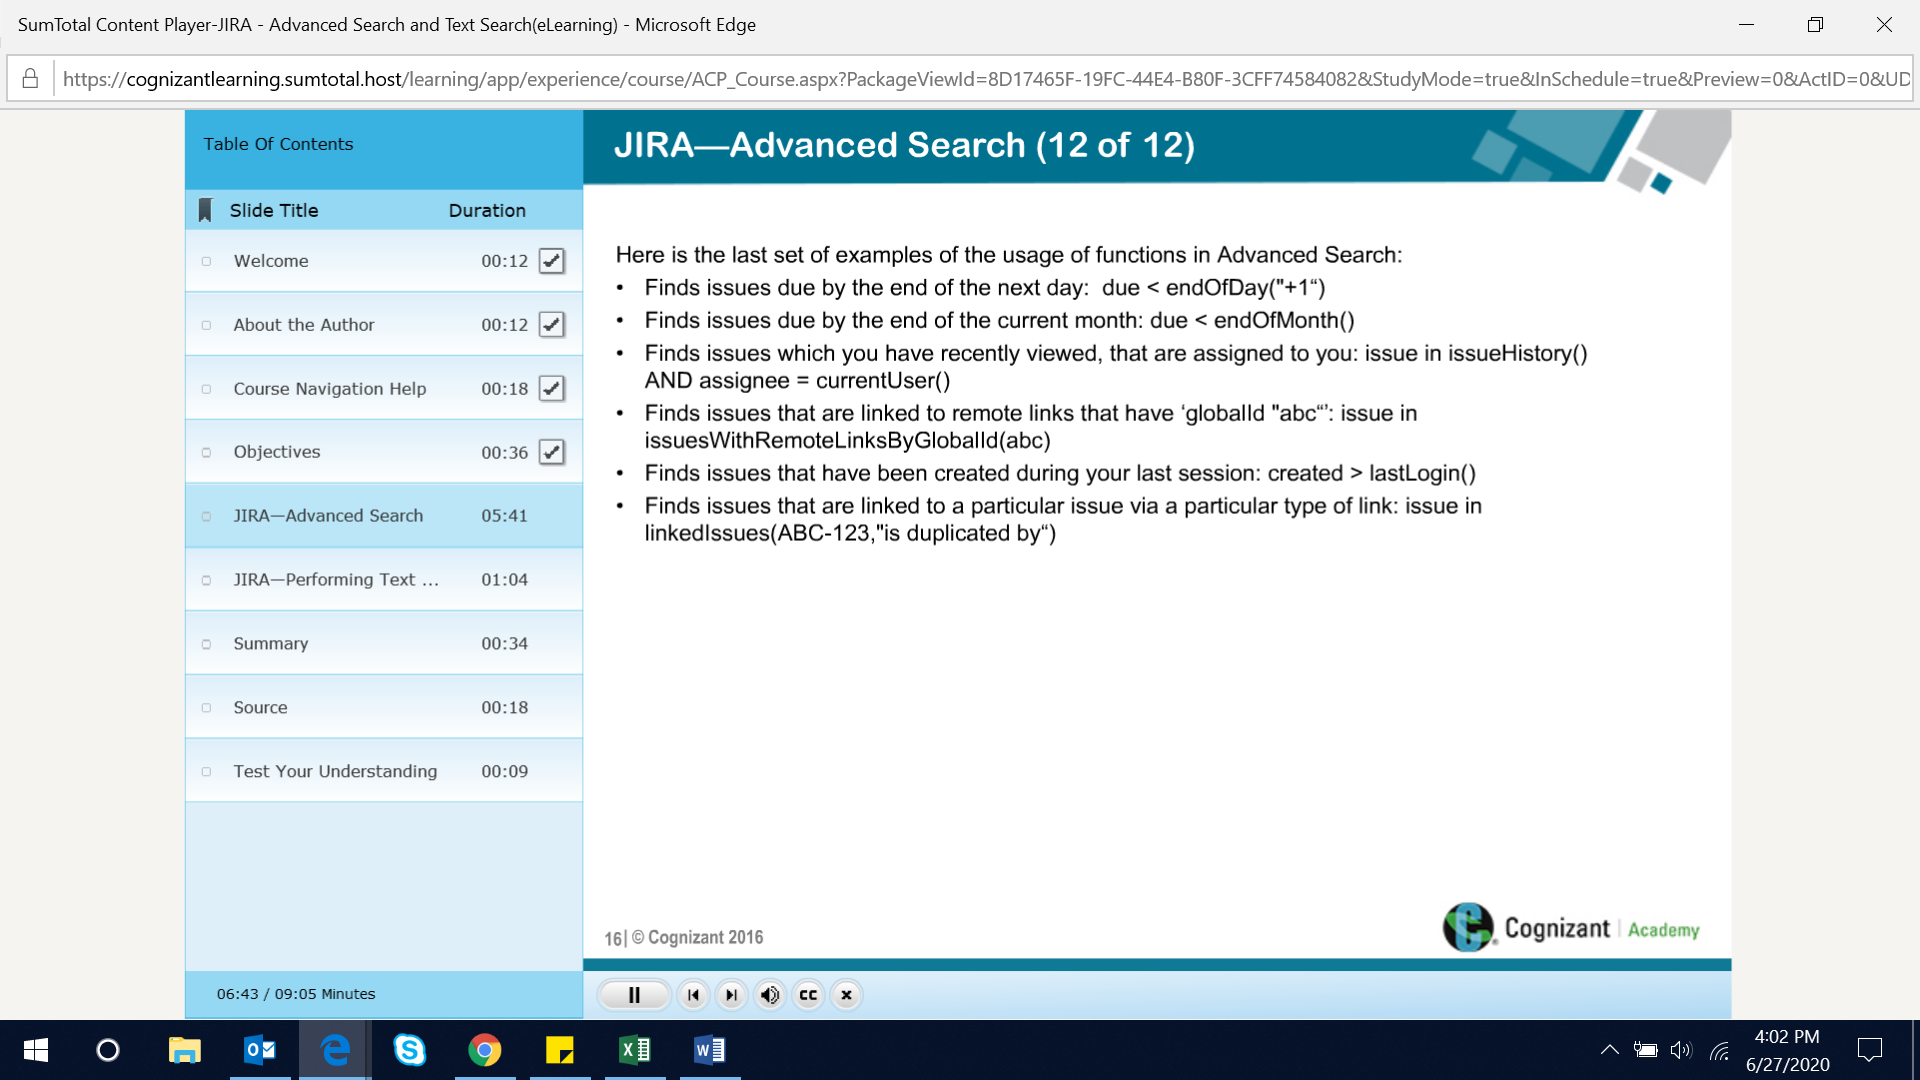 SumTotal Content Player-JIRA - Advanced Search and Text Search(eLearning) - Microsoft Edge
https://cognizantlearning.sumtotal.host/learning/app/experience/course/ACP_Course.aspx?PackageViewId=8D17465F-19FC-44E4-B80F-3CFF74584082&StudyMode=true&InSchedule=true&Preview=0&ActID=0&UD
Table Of Contents
Slide Title Duration
Welcome 00:12
About the Author 00:12
Course Navigation Help 00:18
Objectives 00:36
JIRA—Advanced Search 05:41
JIRA—Performing Text ... 01:04
Summary 00:34
Source 00:18
Test Your Understanding 00:09
06:43 / 09:05 Minutes
JIRA—Advanced Search (12 of 12)
Here is the last set of examples of the usage of functions in Advanced Search:
• Finds issues due by the end of the next day:  due < endOfDay("+1“)
• Finds issues due by the end of the current month: due < endOfMonth()
• Finds issues which you have recently viewed, that are assigned to you: issue in issueHistory()
AND assignee = currentUser()
• Finds issues that are linked to remote links that have ‘globalId "abc“’: issue in
issuesWithRemoteLinksByGlobalId(abc)
• Finds issues that have been created during your last session: created > lastLogin()
• Finds issues that are linked to a particular issue via a particular type of link: issue in
linkedIssues(ABC-123,"is duplicated by“)
16| © Cognizant 2016
Cognizant | Academy
CC
4:02 PM
6/27/2020